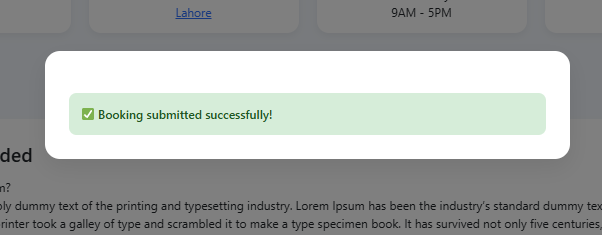 Lahore
9AM - 5PM
✅ Booking submitted successfully!
ded
m?
bly dummy text of the printing and typesetting industry. Lorem Ipsum has been the industry's standard dummy tex
rinter took a galley of type and scrambled it to make a type specimen book. It has survived not only five centuries,